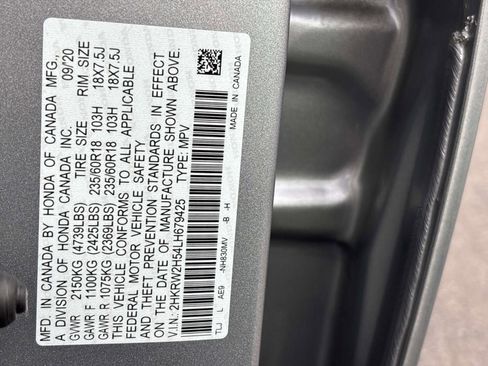 MFD. IN CANADA BY HONDA OF CANADA MFG.,
A DIVISION OF HONDA CANADA INC. 09/20
GVWR 2150KG (4739LBS) TIRE SIZE RIM SIZE
GAWR F 1100KG (2425LBS) 235/60R18 103H 18X7.5J
GAWR R 1075KG (2369LBS) 235/60R18 103H 18X7.5J
THIS VEHICLE CONFORMS TO ALL APPLICABLE
FEDERAL MOTOR VEHICLE SAFETY
AND THEFT PREVENTION STANDARDS IN EFFECT
ON THE DATE OF MANUFACTURE SHOWN ABOVE.
V.I.N.: 2HKRW2H54LH679425 TYPE: MPV
TLJ L AE9 -NH830MV -B -H
MADE IN CANADA